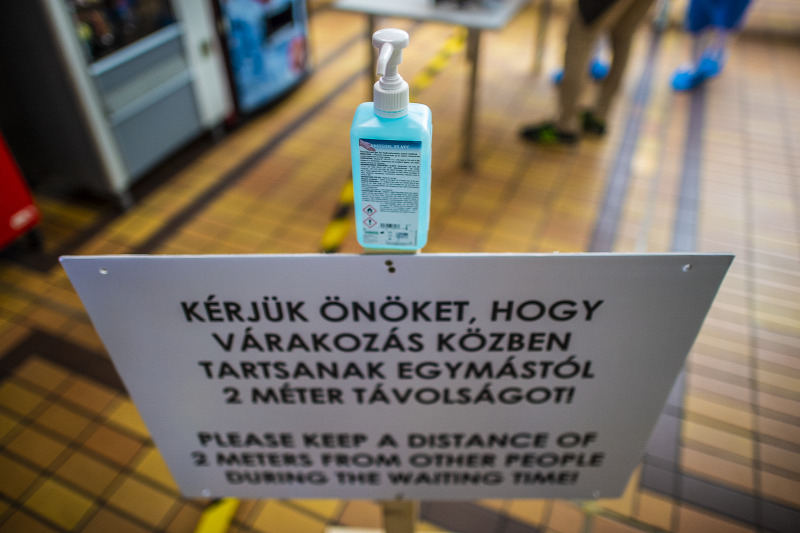 KÉRJÜK ÖNÖKET, HOGY
VÁRAKOZÁS KÖZBEN
TARTSANAK EGYMÁSTÓL
2 MÉTER TÁVOLSÁGOT!
PLEASE KEEP A DISTANCE OF
2 METERS FROM OTHER PEOPLE
DURING THE WAITING TIME!